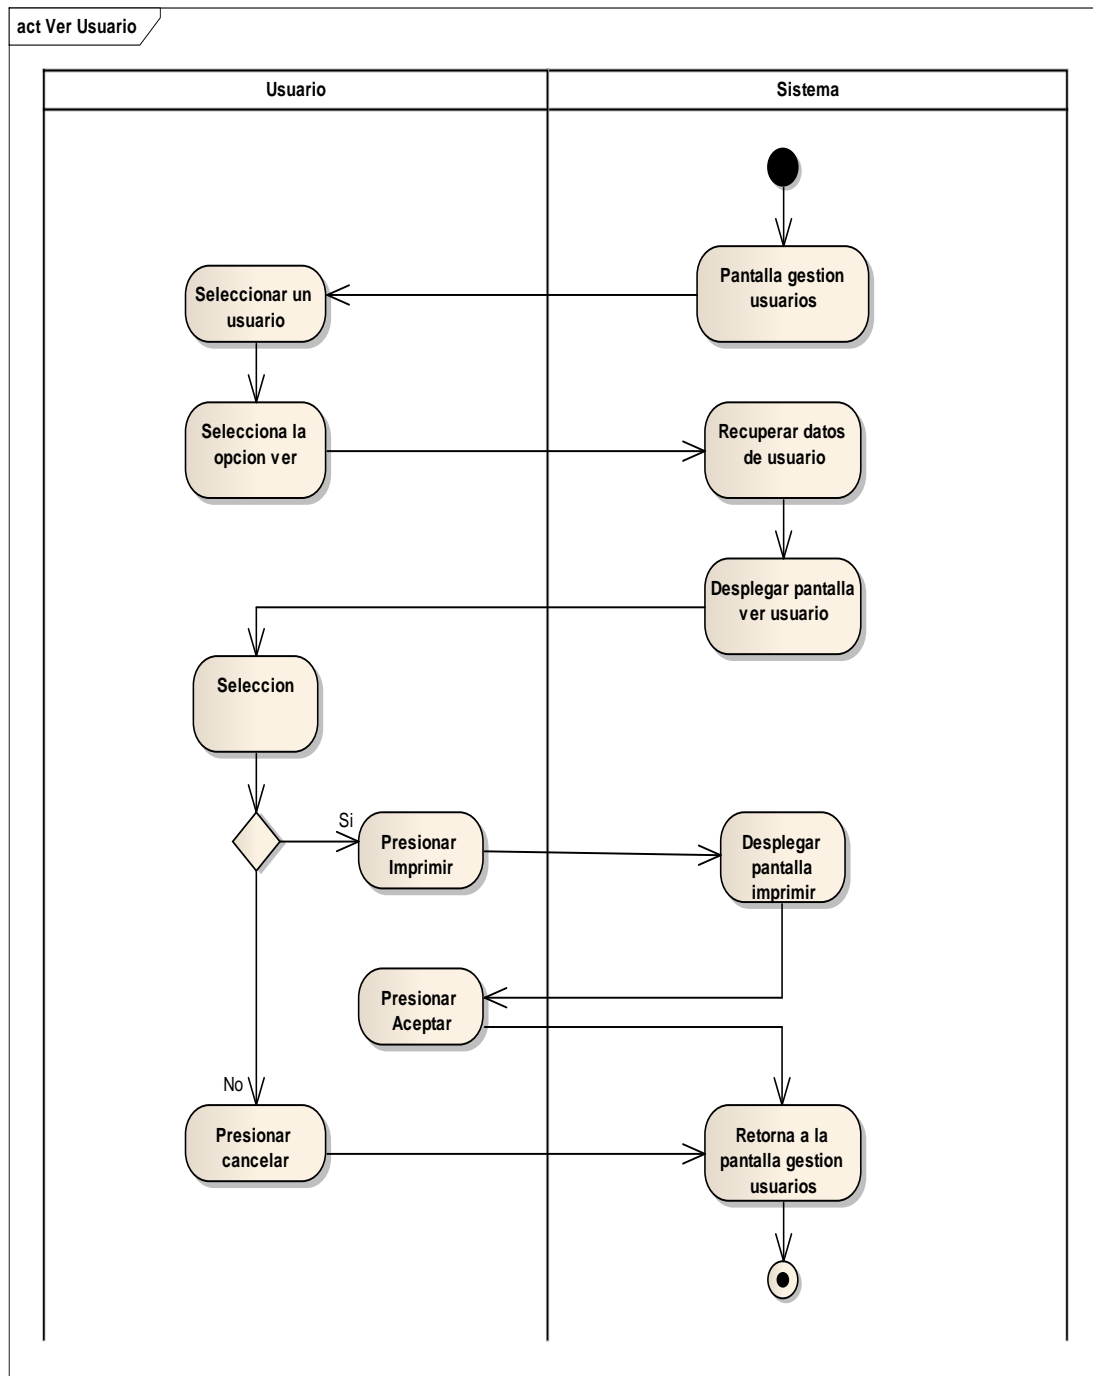 act Ver Usuario
Usuario
Sistema
Pantalla gestion
usuarios
Seleccionar un
usuario
Selecciona la
opcion ver
Recuperar datos
de usuario
Desplegar pantalla
ver usuario
Seleccion
Si
Presionar
Imprimir
Desplegar
pantalla
imprimir
Presionar
Aceptar
No
Presionar
cancelar
Retorna a la
pantalla gestion
usuarios